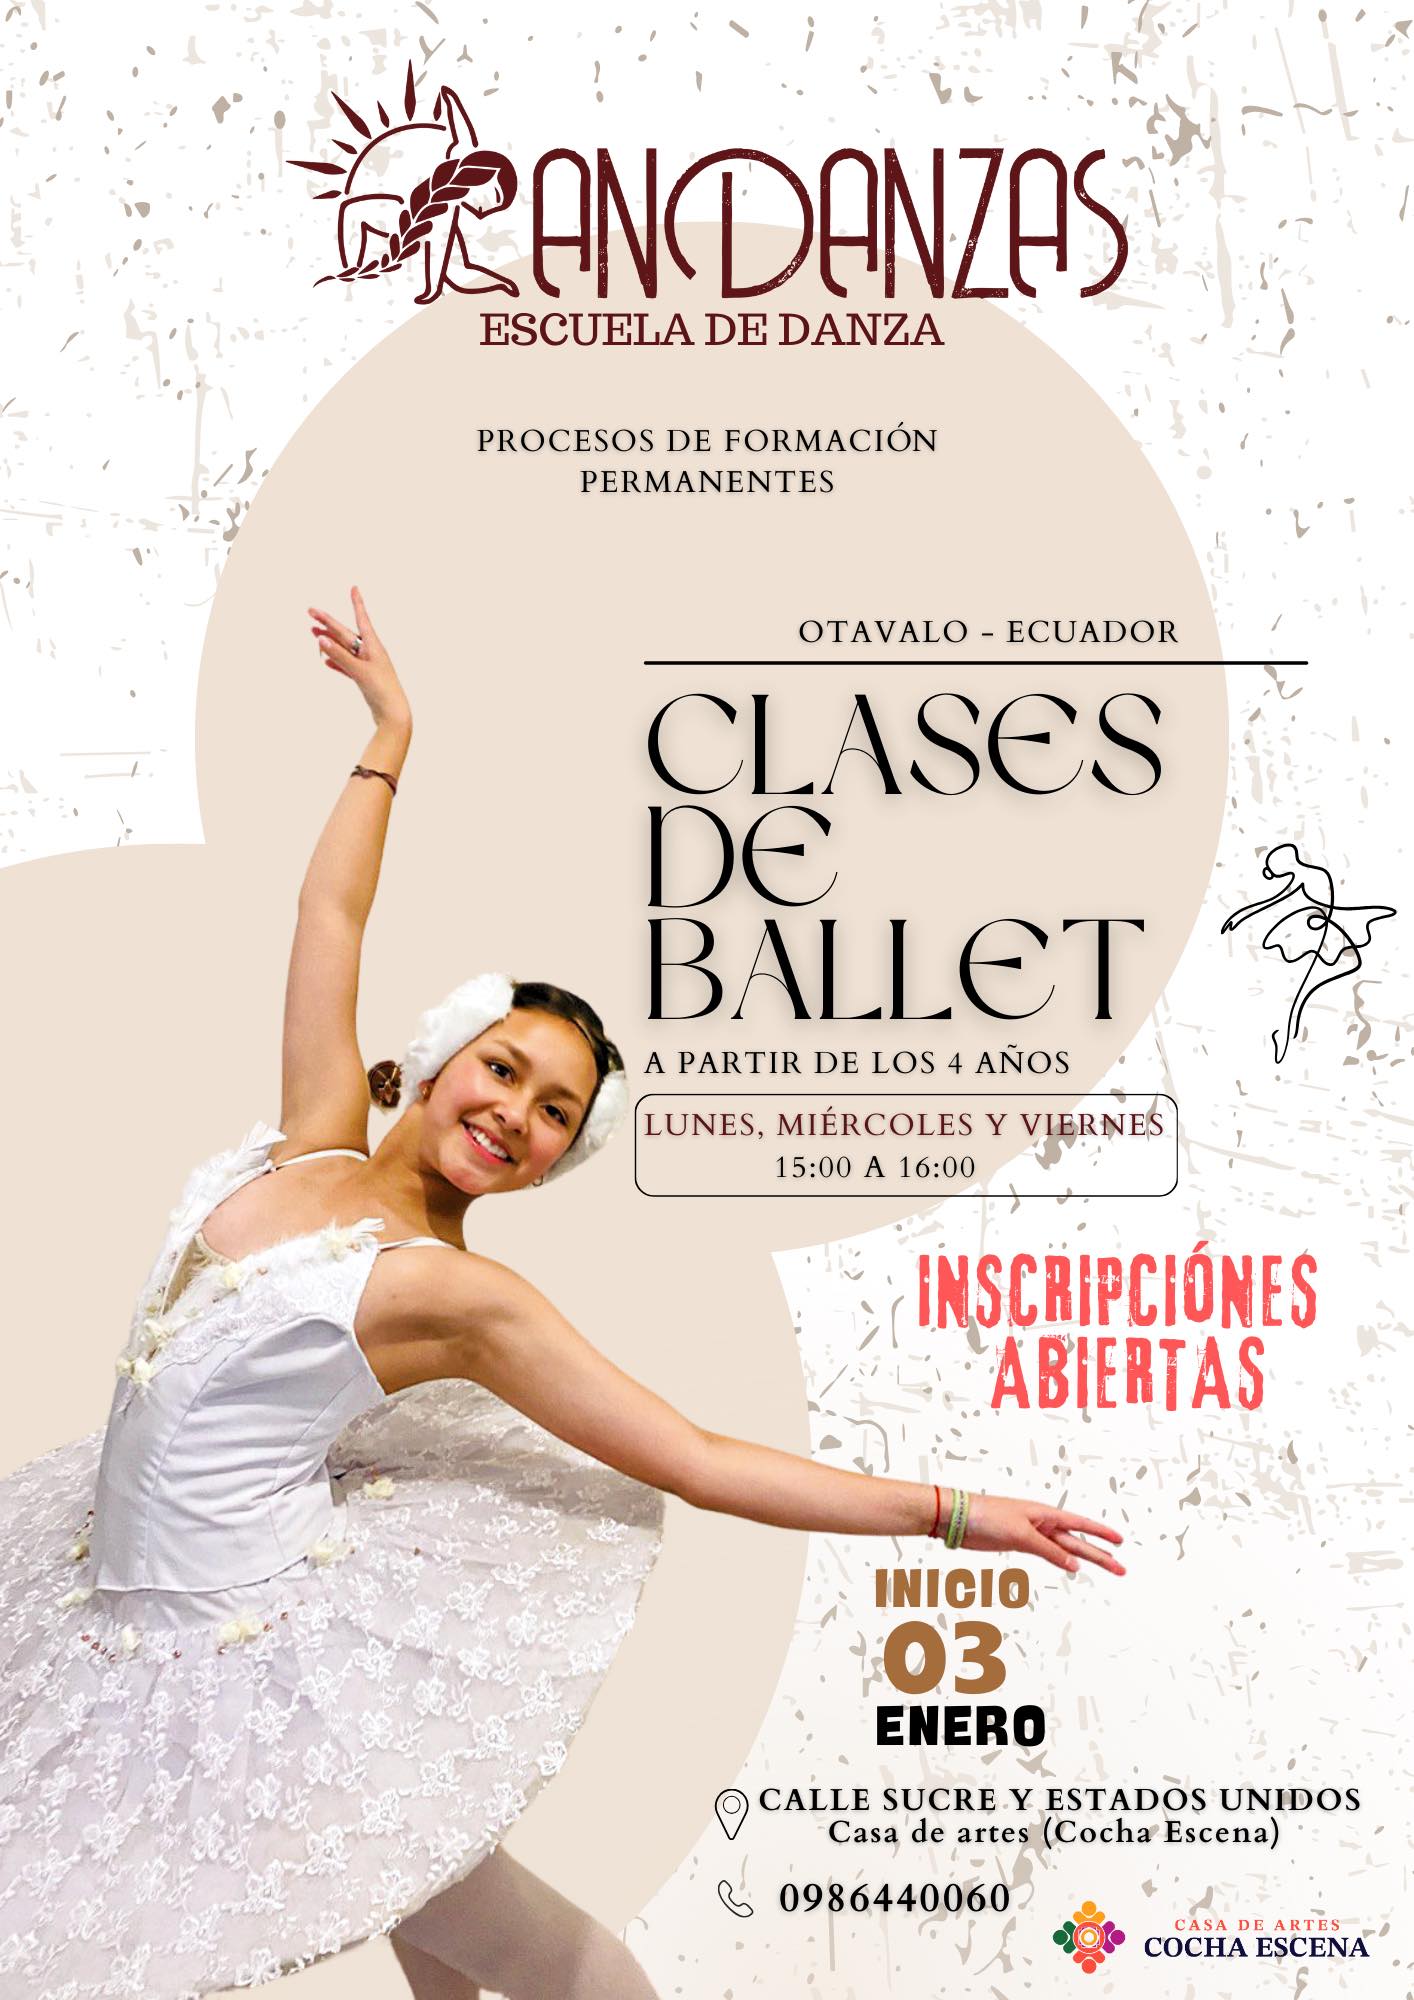 ANDANZAS
ESCUELA DE DANZA
PROCESOS DE FORMACIÓN
PERMANENTES
OTAVALO - ECUADOR
CLASES
DE
BALLET
A PARTIR DE LOS 4 AÑOS
LUNES, MIÉRCOLES Y VIERNES
15:00 A 16:00
INSCRIPCIÓNES
ABIERTAS
INICIO
03
ENERO
CALLE SUCRE Y ESTADOS UNIDOS
Casa de artes (Cocha Escena)
0986440060
CASA DE ARTES
COCHA ESCENA